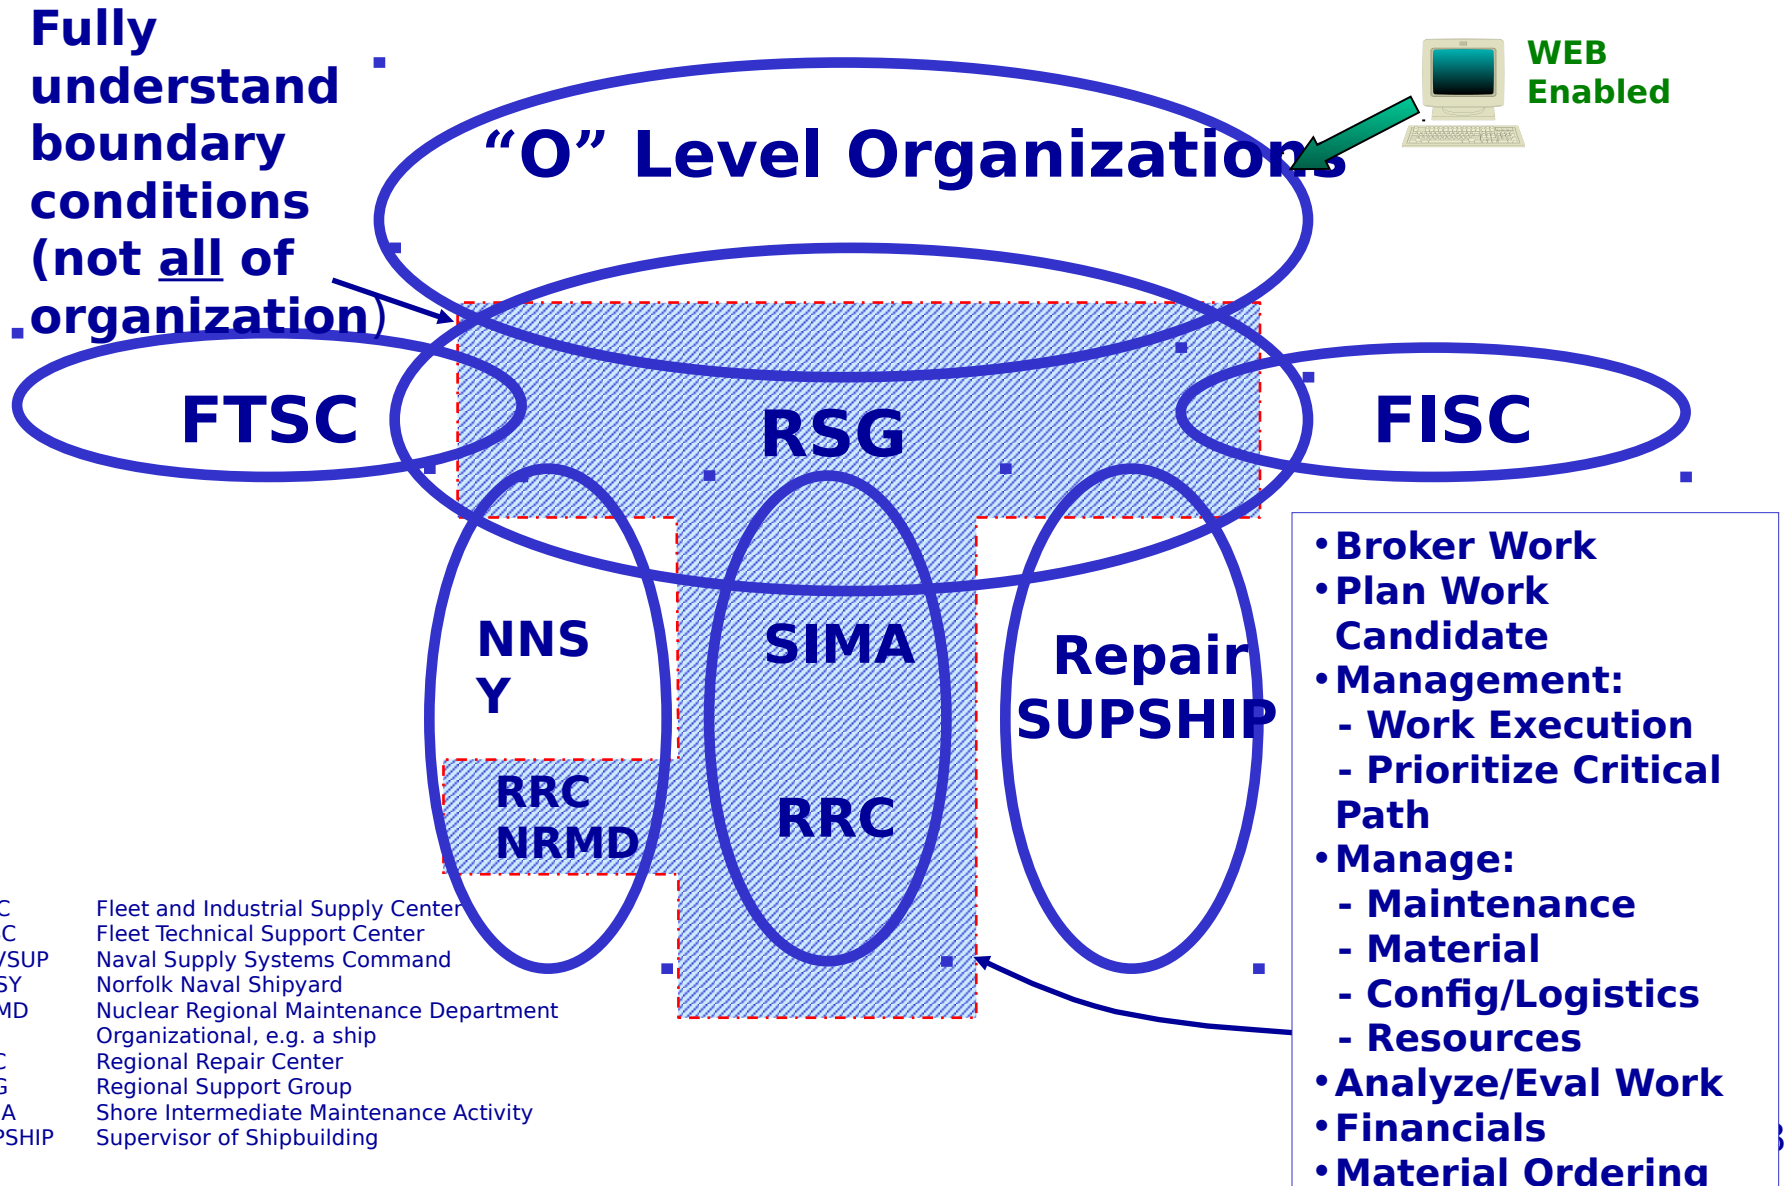 Fully
understand
boundary
conditions
(not all of
organization)
WEB
Enabled
“O” Level Organizations
FTSC
RSG
FISC
NNS
Y
SIMA
Repair
SUPSHIP
RRC
NRMD
RRC
•Broker Work
•Plan Work
Candidate
•Management:
- Work Execution
- Prioritize Critical
Path
•Manage:
- Maintenance
- Material
- Config/Logistics
- Resources
•Analyze/Eval Work
•Financials
•Material Ordering
C Fleet and Industrial Supply Center
C Fleet Technical Support Center
VSUP Naval Supply Systems Command
SY Norfolk Naval Shipyard
MD Nuclear Regional Maintenance Department
Organizational, e.g. a ship
C Regional Repair Center
G Regional Support Group
A Shore Intermediate Maintenance Activity
PSHIP Supervisor of Shipbuilding